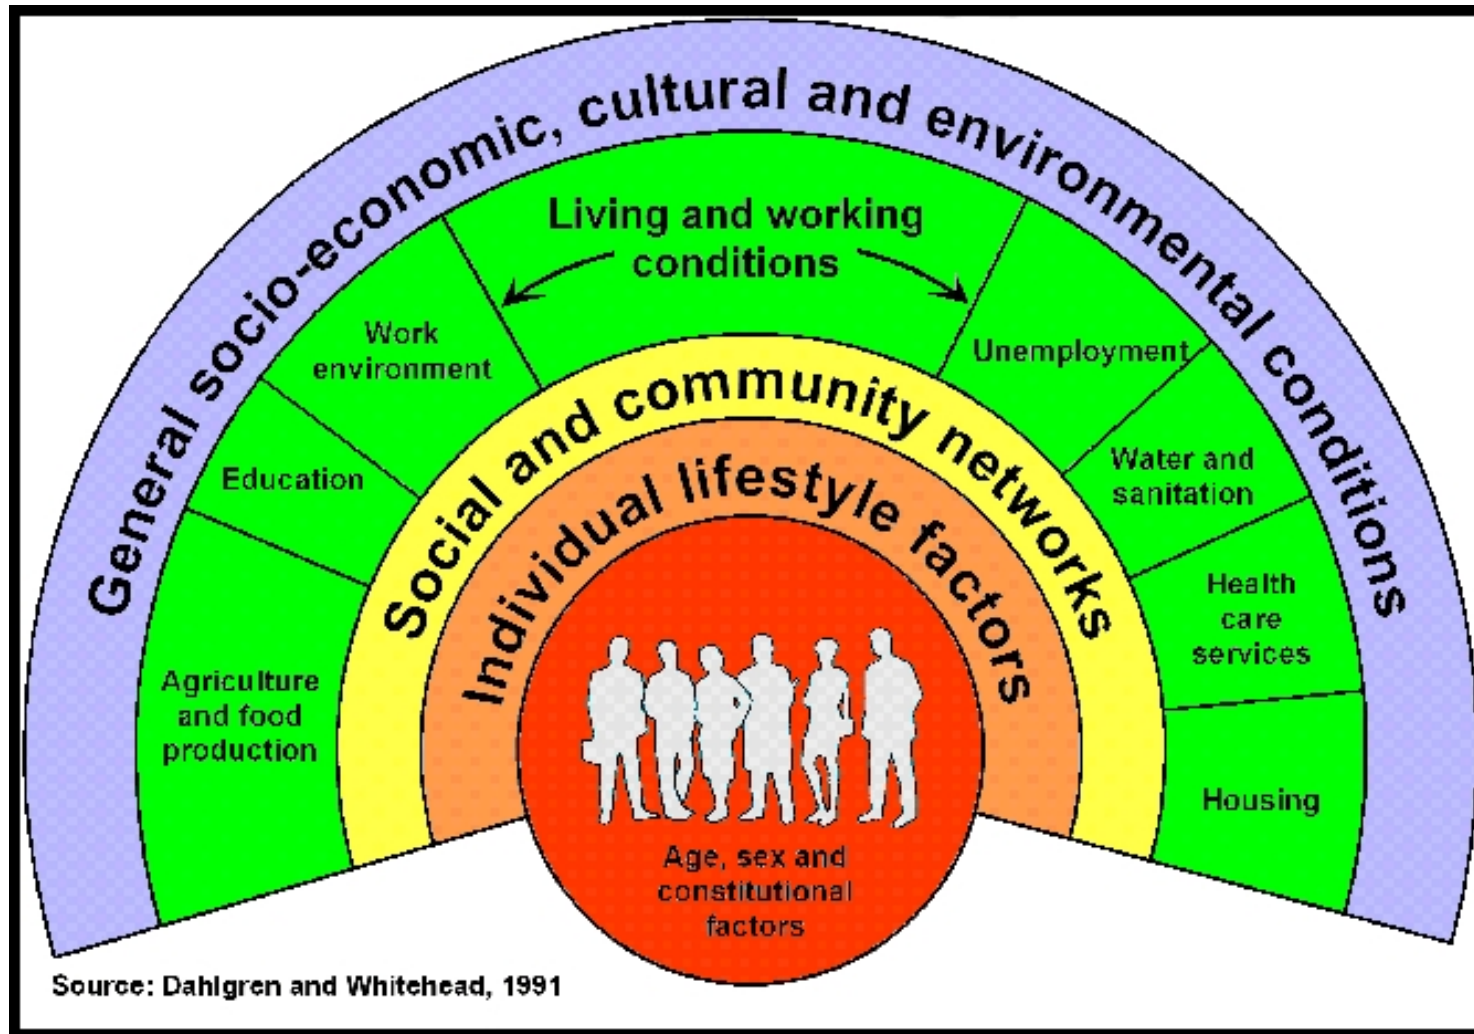 General socio-economic, cultural and environmental conditions
Living and working
conditions
Work
environment
Unemployment
Education
Water and
sanitation
Agriculture
and food
production
Health
care
services
Housing
Social and community networks
Individual lifestyle factors
Age, sex and
constitutional
factors
Source: Dahlgren and Whitehead, 1991